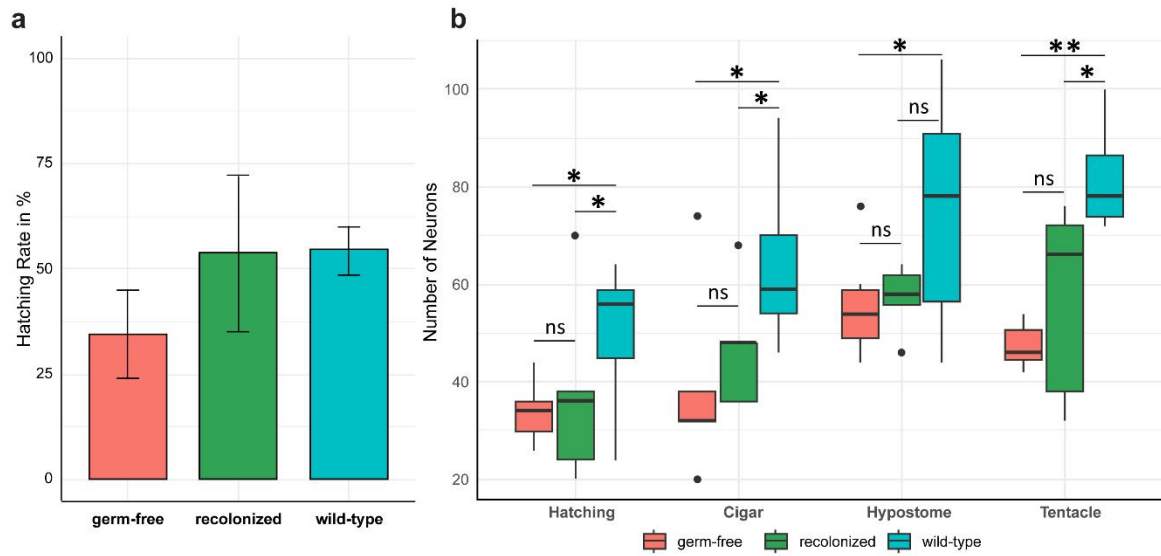 a
Hatching Rate in %
100
75
50
25
0
germ-free recolonized wild-type
b
Number of Neurons
100
80
60
40
20
*
*
ns
*
*
ns
*
ns
ns
**
*
ns
Hatching Cigar Hypostome Tentacle
germ-free recolonized wild-type